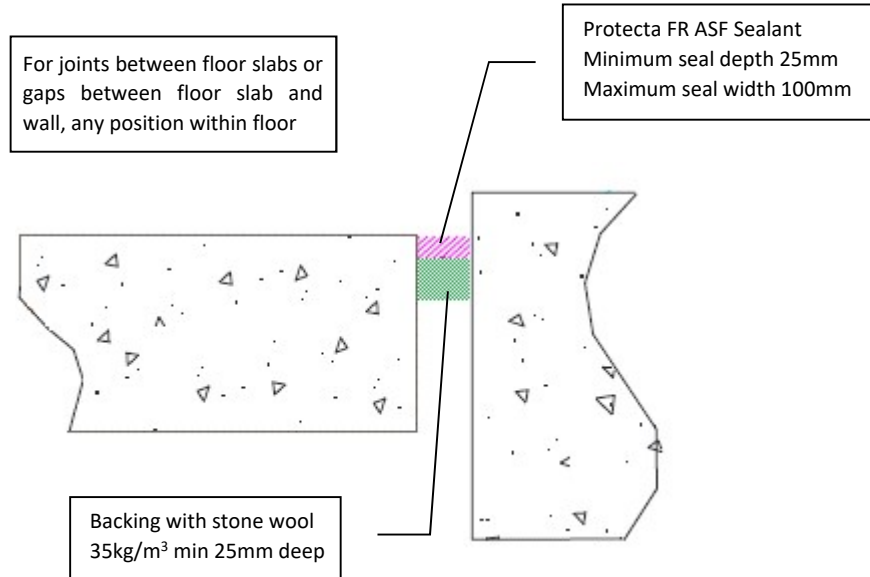 For joints between floor slabs or
gaps between floor slab and
wall, any position within floor
Protecta FR ASF Sealant
Minimum seal depth 25mm
Maximum seal width 100mm
Backing with stone wool
35kg/m³ min 25mm deep